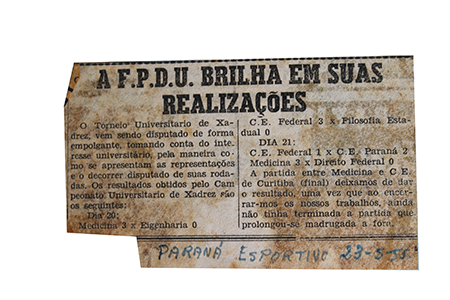 A F.P.D.U. BRILHA EM SUAS
REALIZAÇÕES
O Torneio Universitario de Xa-
drez, vem sendo disputado de forma
empolgante, tomando conta do inte-
resse universitário, pela maneira co-
mo se apresentam as representações
e o decorrer disputado de suas roda-
das. Os resultados obtidos pelo Cam
peonato Universitario de Xadrez são
os seguintes:
Dia 20:
Medicina 3 x Engenharia 0
C.E. Federal 3 x Filosofia Esta-
dual 0
DIA 21:
C.E. Federal 1 x C.E. Paraná 2
Medicina 3 x Direito Federal 0
A partida entre Medicina e C.E.
de Curitiba (final) deixamos de dar
o resultado, uma vez que ao encer-
rar-mos os nossos trabalhos, ainda
não tinha terminada a partida que
prolongou-se madrugada a fora.
PARANÁ ESPORTIVO 23-5-55